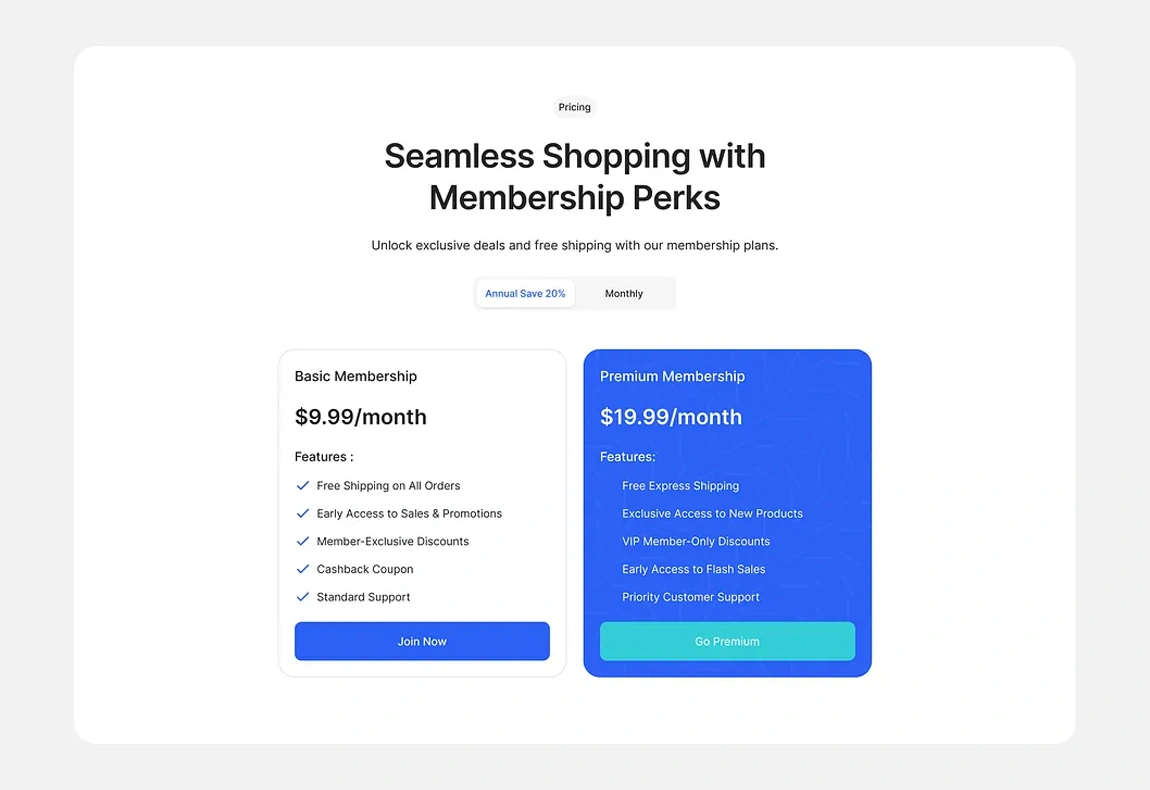 Pricing
Seamless Shopping with
Membership Perks
Unlock exclusive deals and free shipping with our membership plans.
Annual Save 20%
Monthly
Basic Membership
$9.99/month
Features :
Free Shipping on All Orders
Early Access to Sales & Promotions
Member-Exclusive Discounts
Cashback Coupon
Standard Support
Join Now
Premium Membership
$19.99/month
Features:
Free Express Shipping
Exclusive Access to New Products
VIP Member-Only Discounts
Early Access to Flash Sales
Priority Customer Support
Go Premium